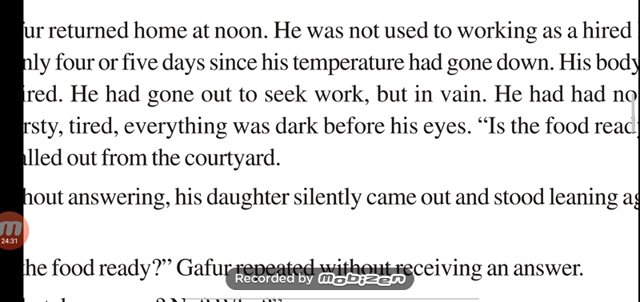 ur returned home at noon. He was not used to working as a hired
nly four or five days since his temperature had gone down. His body
ired. He had gone out to seek work, but in vain. He had had no
rsty, tired, everything was dark before his eyes. “Is the food read
lled out from the courtyard.
hout answering, his daughter silently came out and stood leaning ag
24:31
the food ready?” Gafur repeated without receiving an answer.
Recorded by mobizen